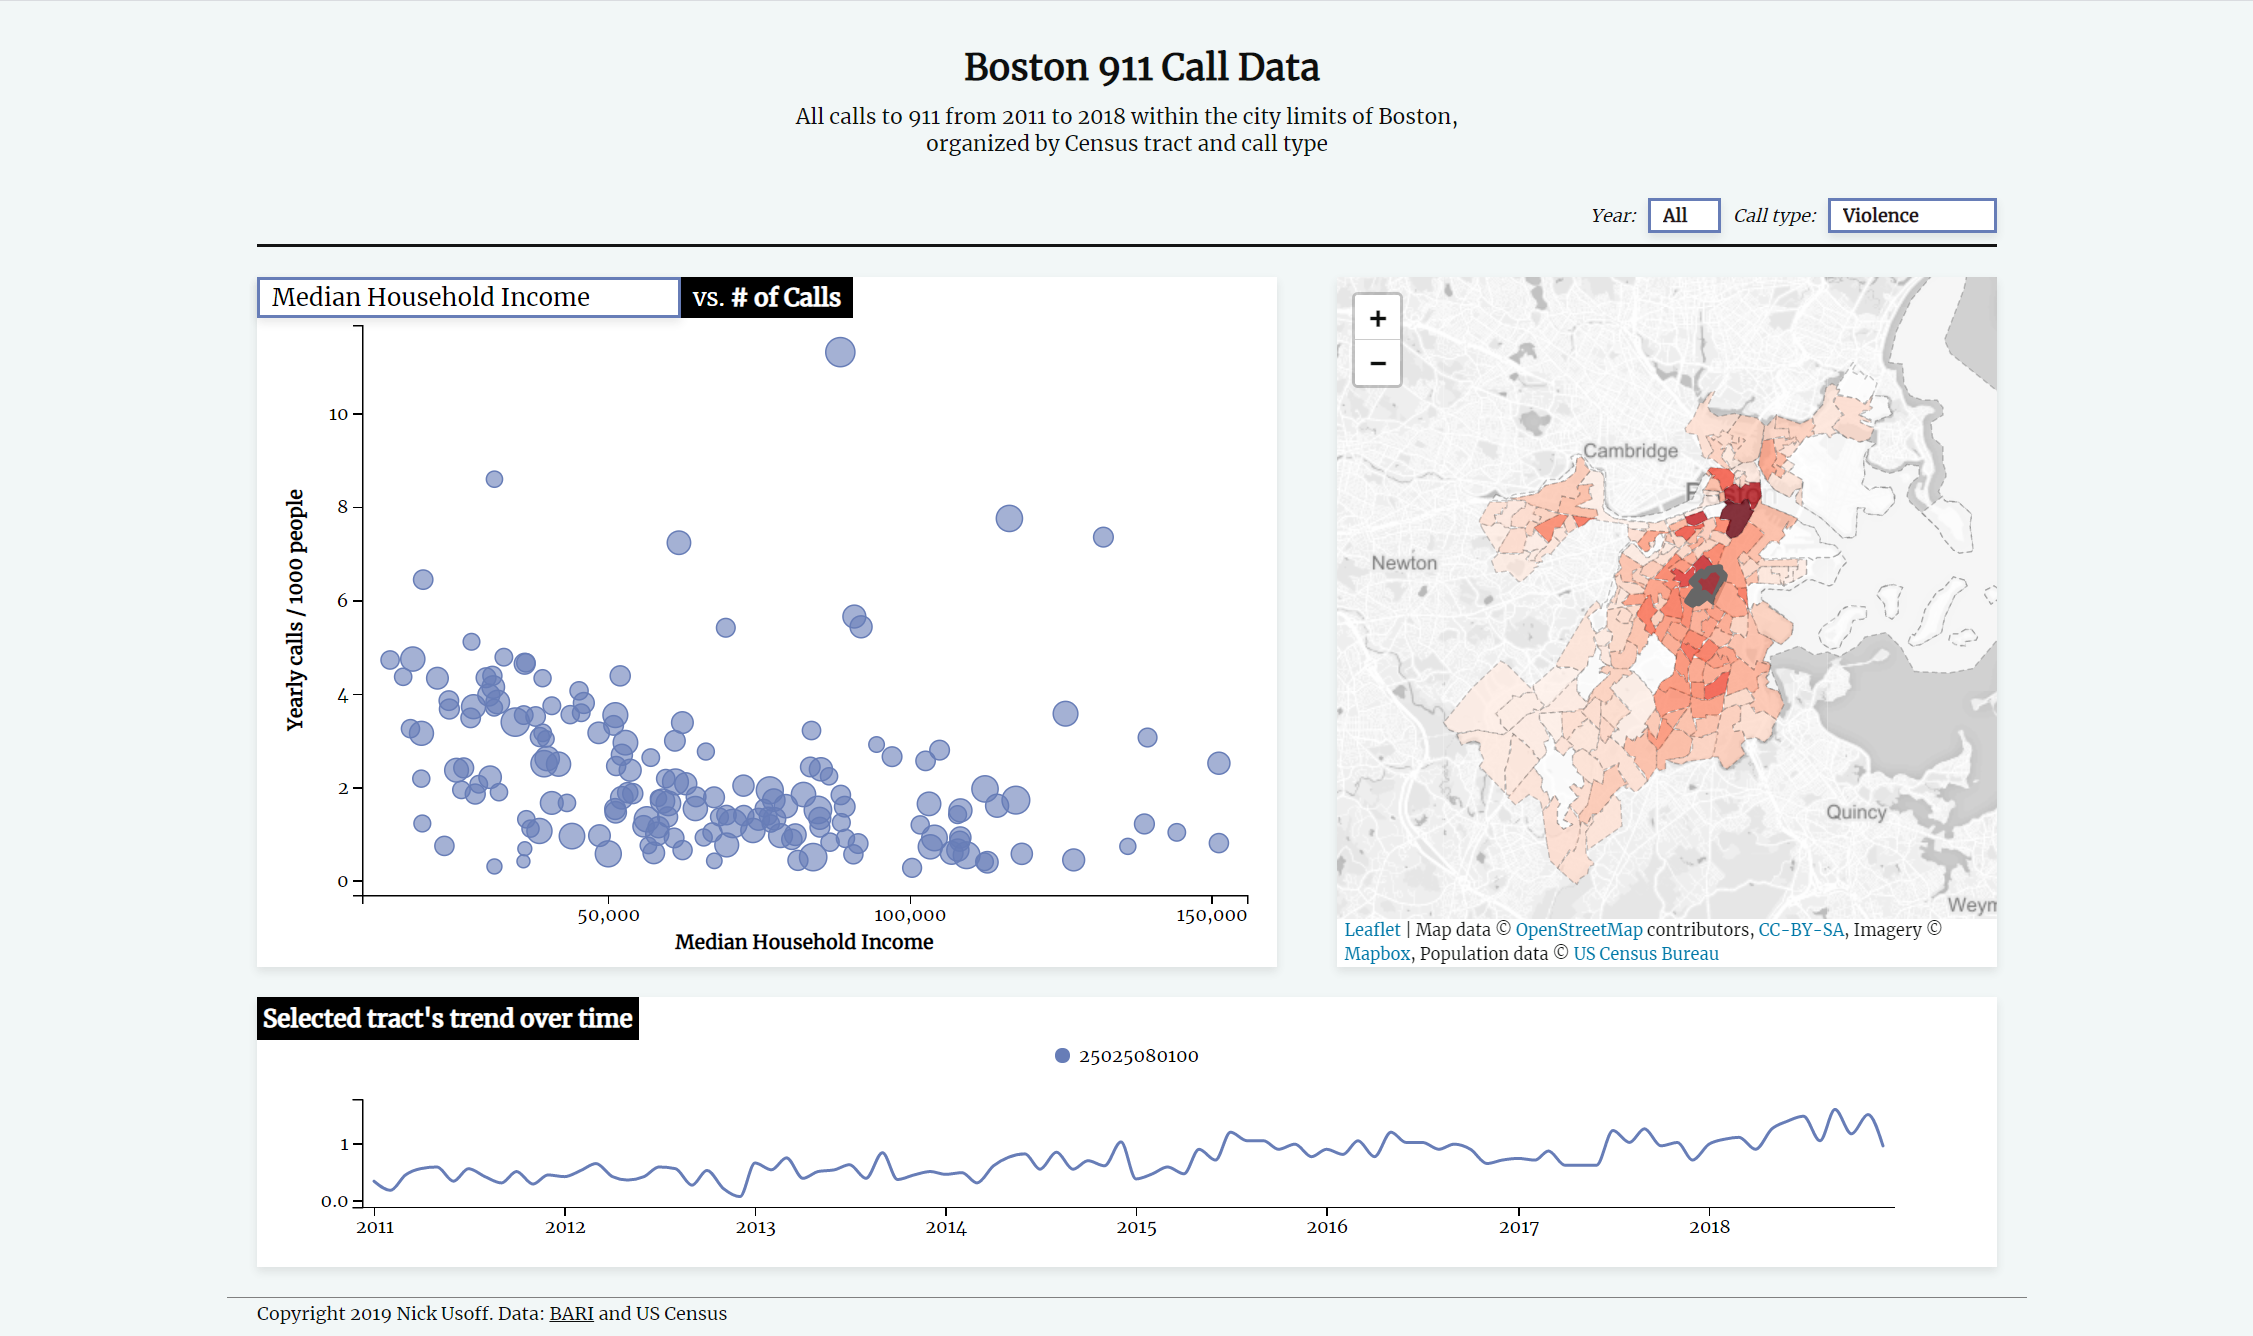 Boston 911 Call Data
All calls to 911 from 2011 to 2018 within the city limits of Boston,
organized by Census tract and call type
Year: All Call type: Violence
Median Household Income vs. # of Calls
10
8
6
4
2
0
Yearly calls / 1000 people
50,000 100,000 150,000
Median Household Income
+
−
Cambridge
Newton
Quincy
Weym
Leaflet | Map data © OpenStreetMap contributors, CC-BY-SA, Imagery ©
Mapbox, Population data © US Census Bureau
Selected tract's trend over time
25025080100
1
0.0
2011 2012 2013 2014 2015 2016 2017 2018
Copyright 2019 Nick Usoff. Data: BARI and US Census